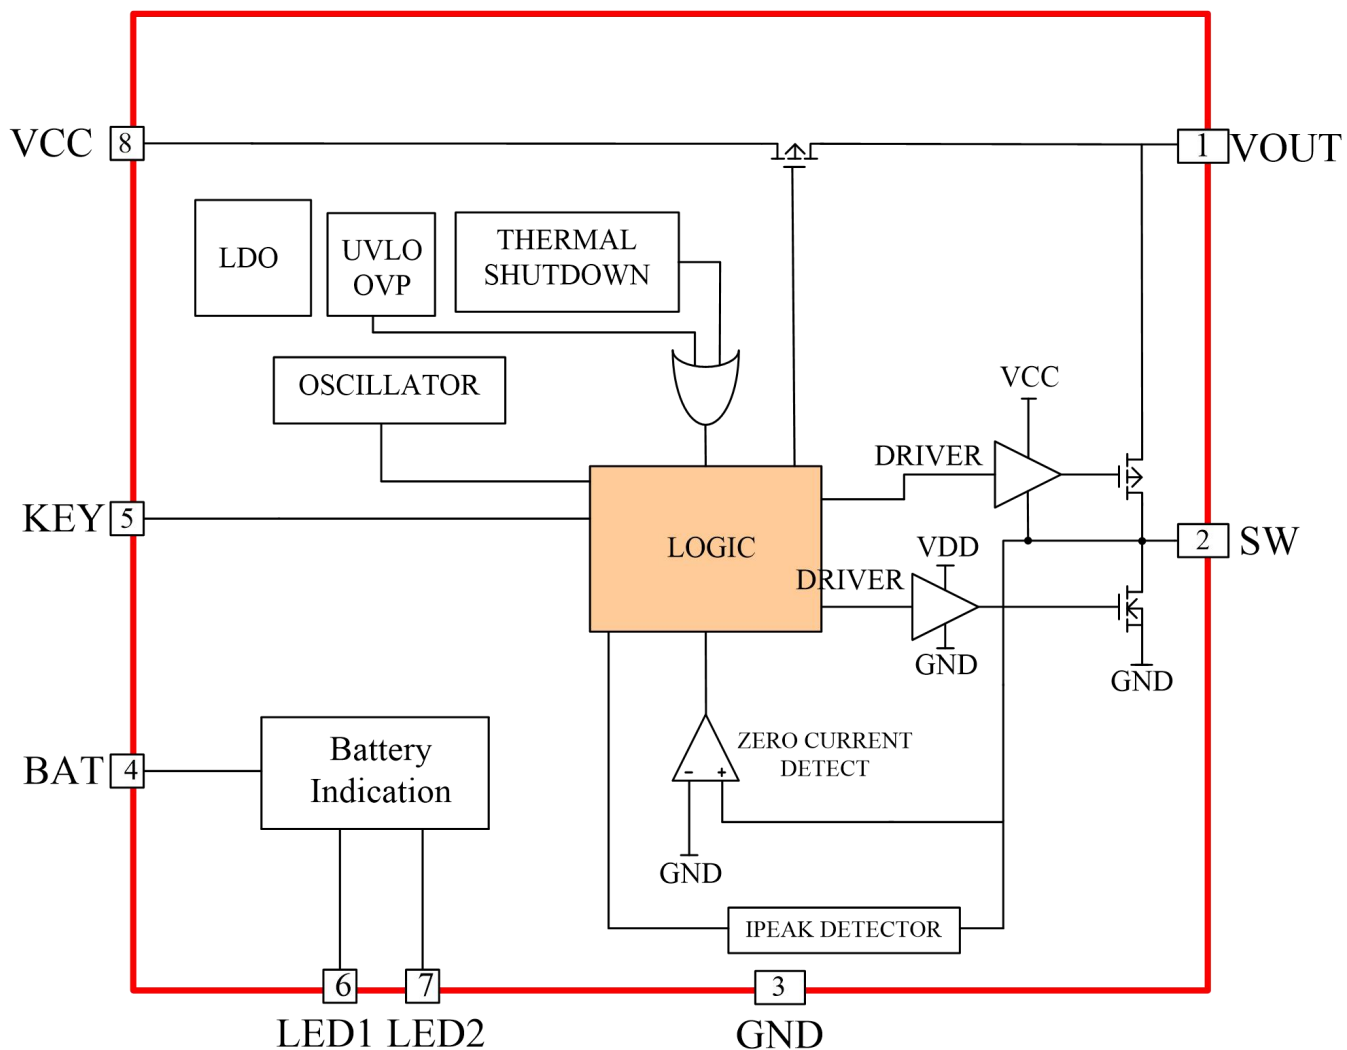 VCC
8
1
VOUT
LDO
UVLO
OVP
THERMAL
SHUTDOWN
OSCILLATOR
VCC
DRIVER
KEY
5
LOGIC
2
SW
VDD
DRIVER
GND
GND
BAT
4
Battery
Indication
ZERO CURRENT
DETECT
-
+
GND
IPEAK DETECTOR
6
7
3
LED1
LED2
GND